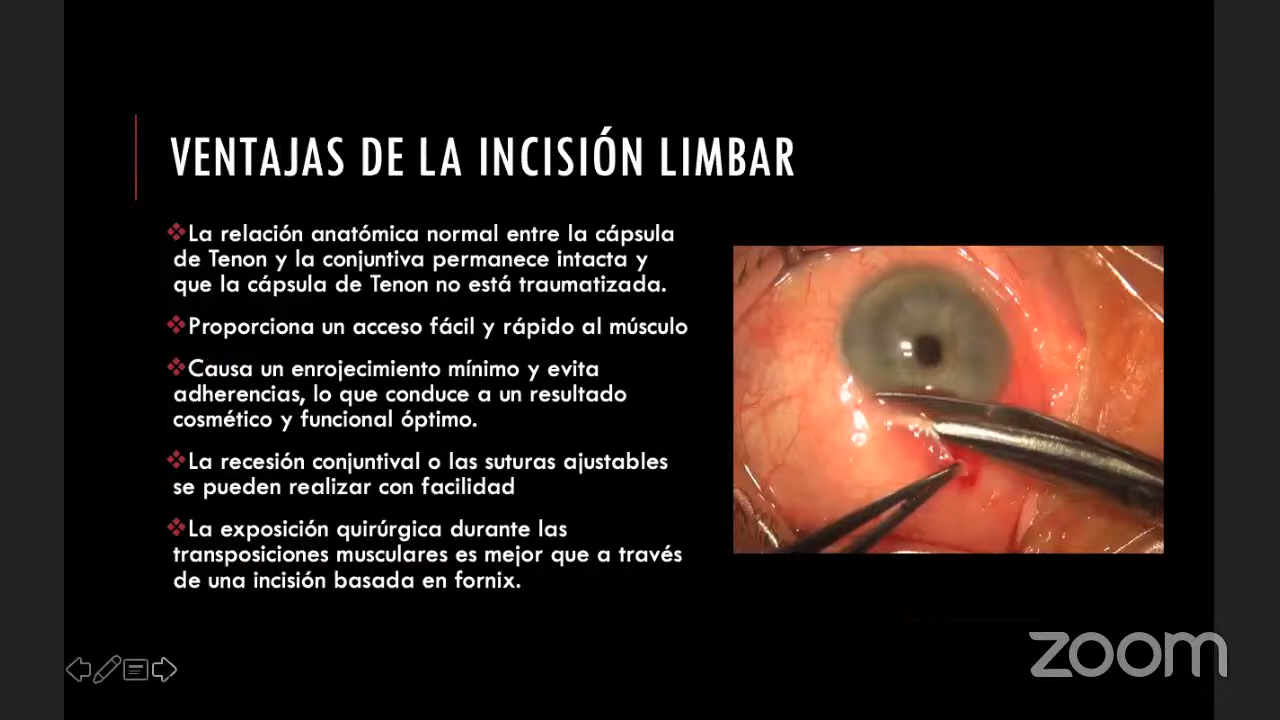 VENTAJAS DE LA INCISIÓN LIMBAR
❖La relación anatómica normal entre la cápsula
de Tenon y la conjuntiva permanece intacta y
que la cápsula de Tenon no está traumatizada.
❖Proporciona un acceso fácil y rápido al músculo
❖Causa un enrojecimiento mínimo y evita
adherencias, lo que conduce a un resultado
cosmético y funcional óptimo.
❖La recesión conjuntival o las suturas ajustables
se pueden realizar con facilidad
❖La exposición quirúrgica durante las
transposiciones musculares es mejor que a través
de una incisión basada en fornix.
zoom